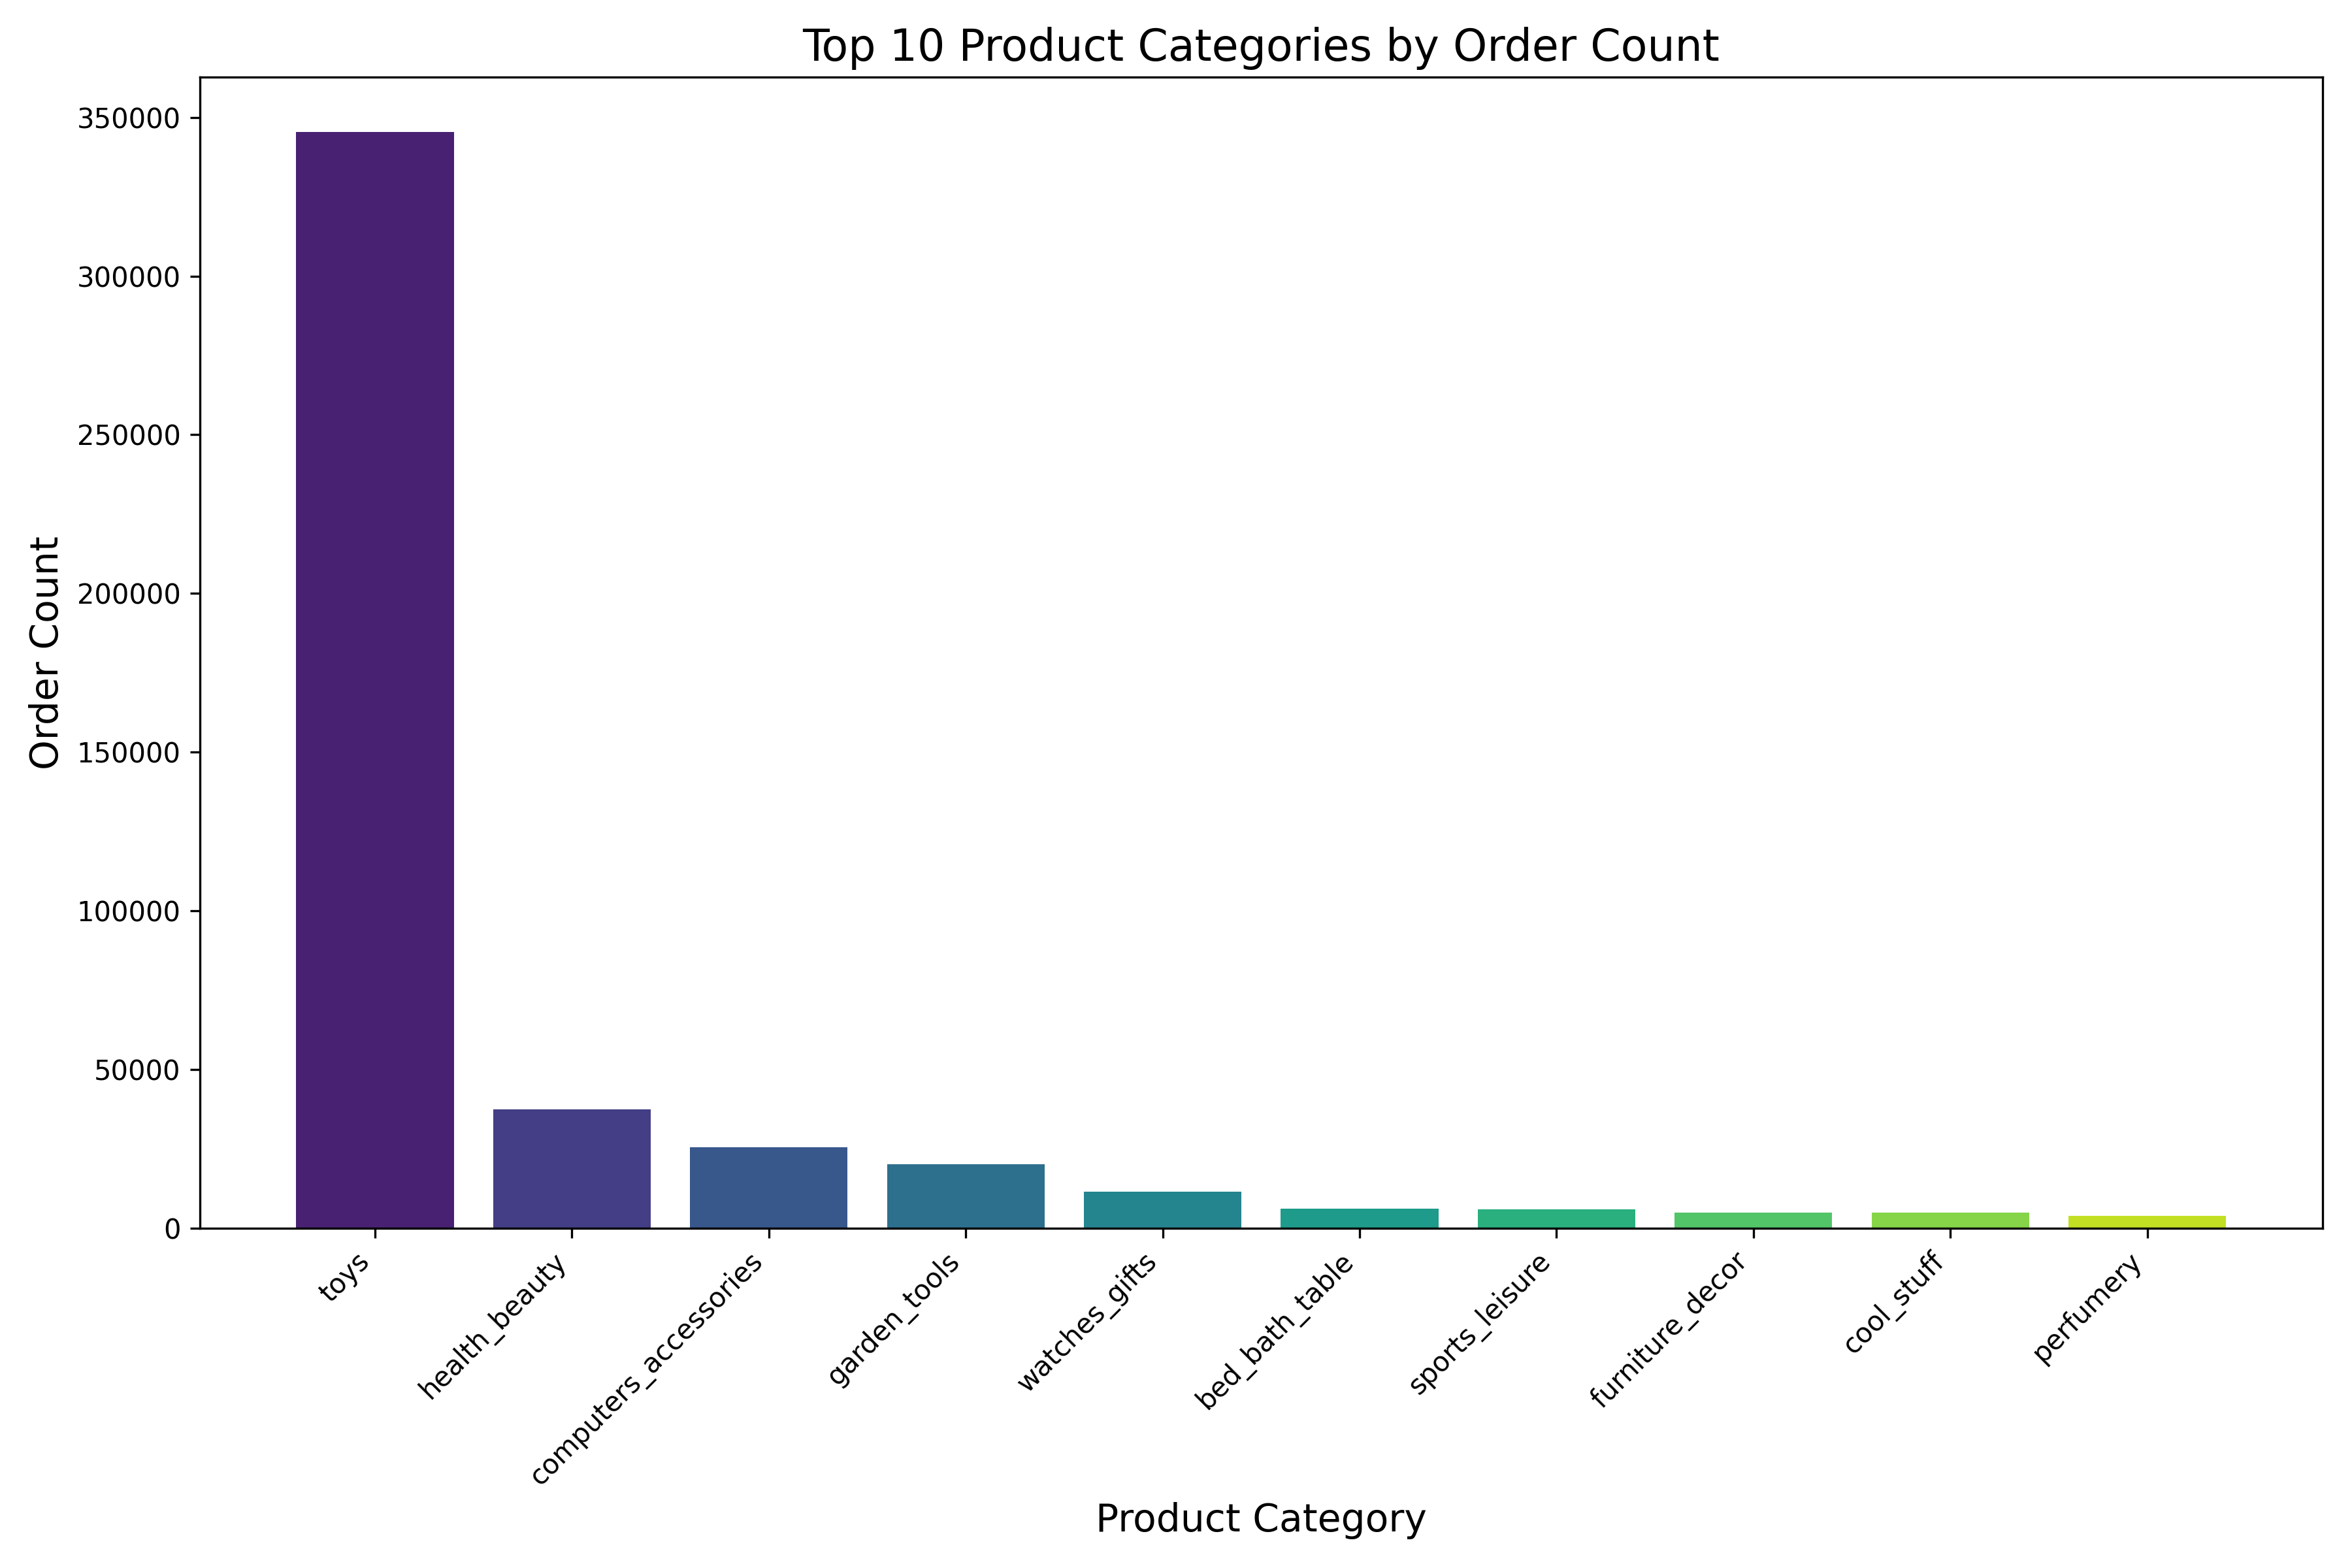 Top 10 Product Categories by Order Count
Order Count
350000
300000
250000
200000
150000
100000
50000
0
toys
health_beauty
computers_accessories
garden_tools
watches_gifts
bed_bath_table
sports_leisure
furniture_decor
cool_stuff
perfumery
Product Category